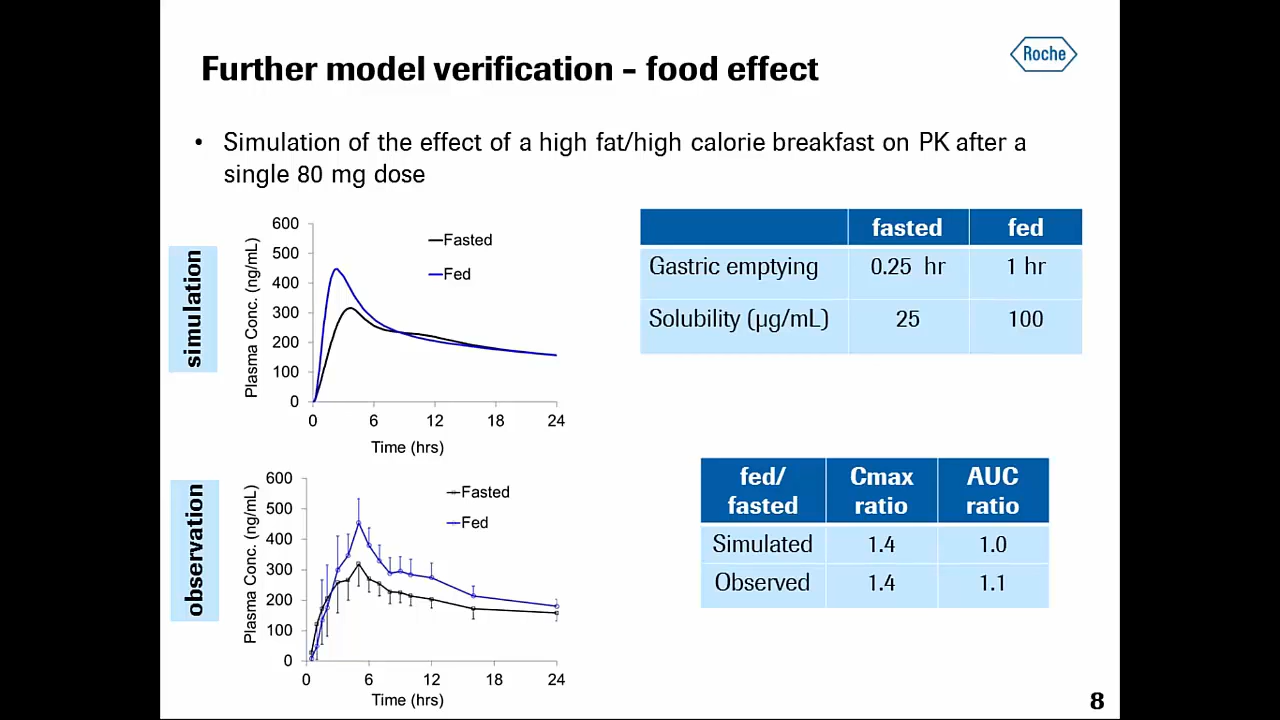 Further model verification – food effect
Roche
• Simulation of the effect of a high fat/high calorie breakfast on PK after a
single 80 mg dose
simulation
Plasma Conc. (ng/mL)
600
500
400
300
200
100
0
Fasted
Fed
0 6 12 18 24
Time (hrs)
fasted fed
Gastric emptying 0.25 hr 1 hr
Solubility (µg/mL) 25 100
observation
Plasma Conc. (ng/mL)
600
500
400
300
200
100
0
Fasted
Fed
0 6 12 18 24
Time (hrs)
fed/ Cmax AUC
fasted ratio ratio
Simulated 1.4 1.0
Observed 1.4 1.1
8